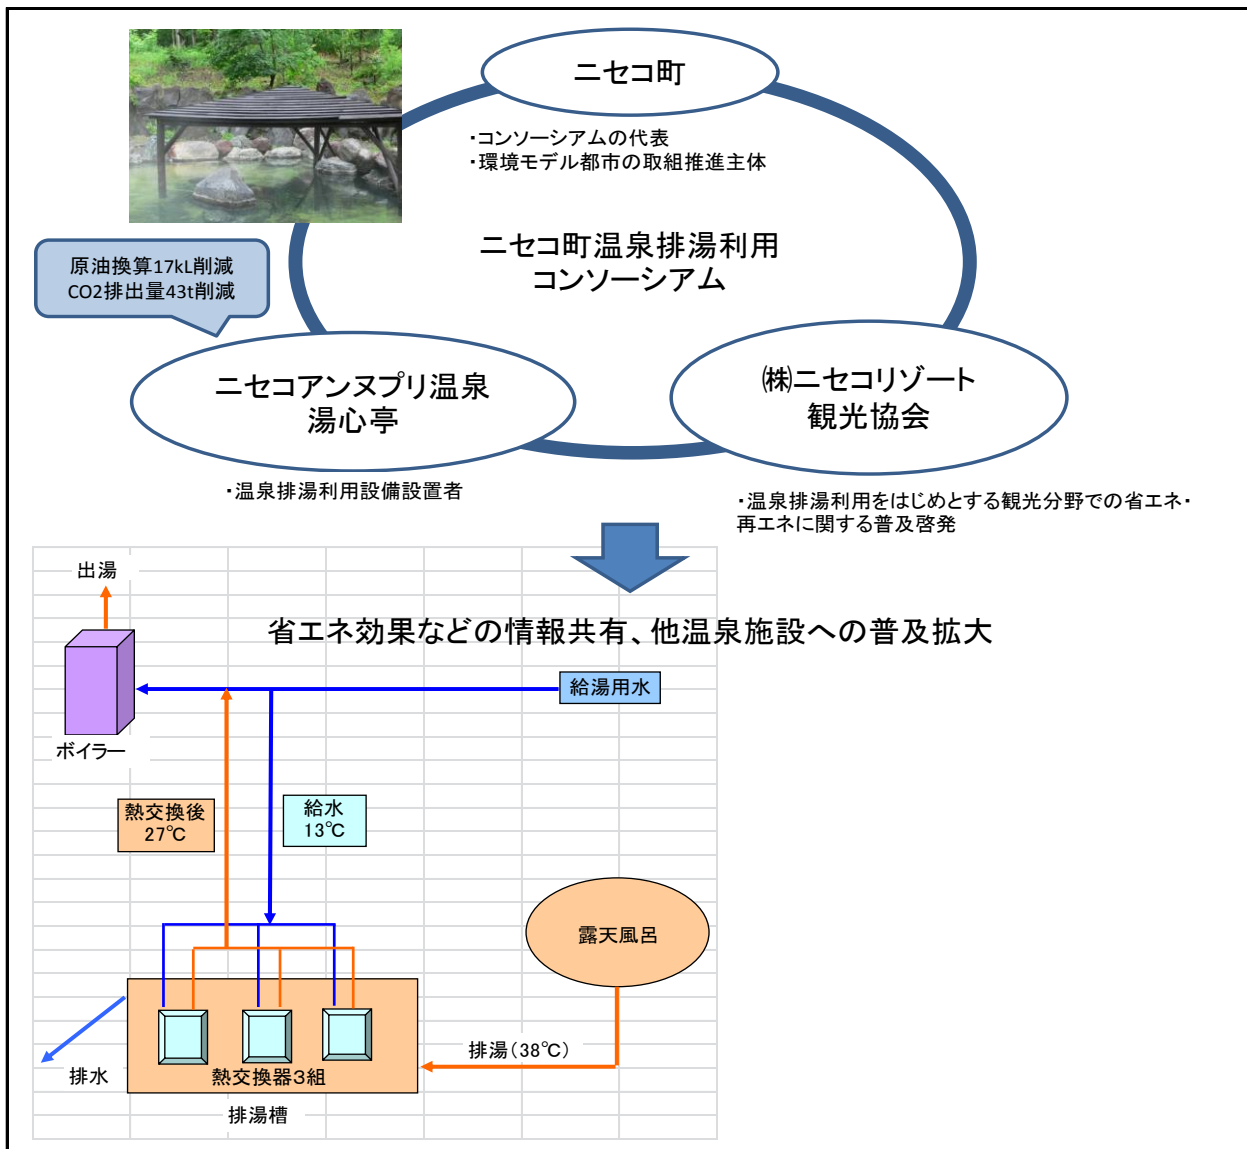 ニセコ町
・コンソーシアムの代表
・環境モデル都市の取組推進主体
ニセコ町温泉排湯利用
コンソーシアム
原油換算17kL削減
CO2排出量43t削減
ニセコアンヌプリ温泉
湯心亭
㈱ニセコリゾート
観光協会
・温泉排湯利用設備設置者
・温泉排湯利用をはじめとする観光分野での省エネ・
再エネに関する普及啓発
出湯
省エネ効果などの情報共有、他温泉施設への普及拡大
給湯用水
ボイラー
熱交換後
27℃
給水
13℃
露天風呂
排湯(38℃)
排水
熱交換器３組
排湯槽